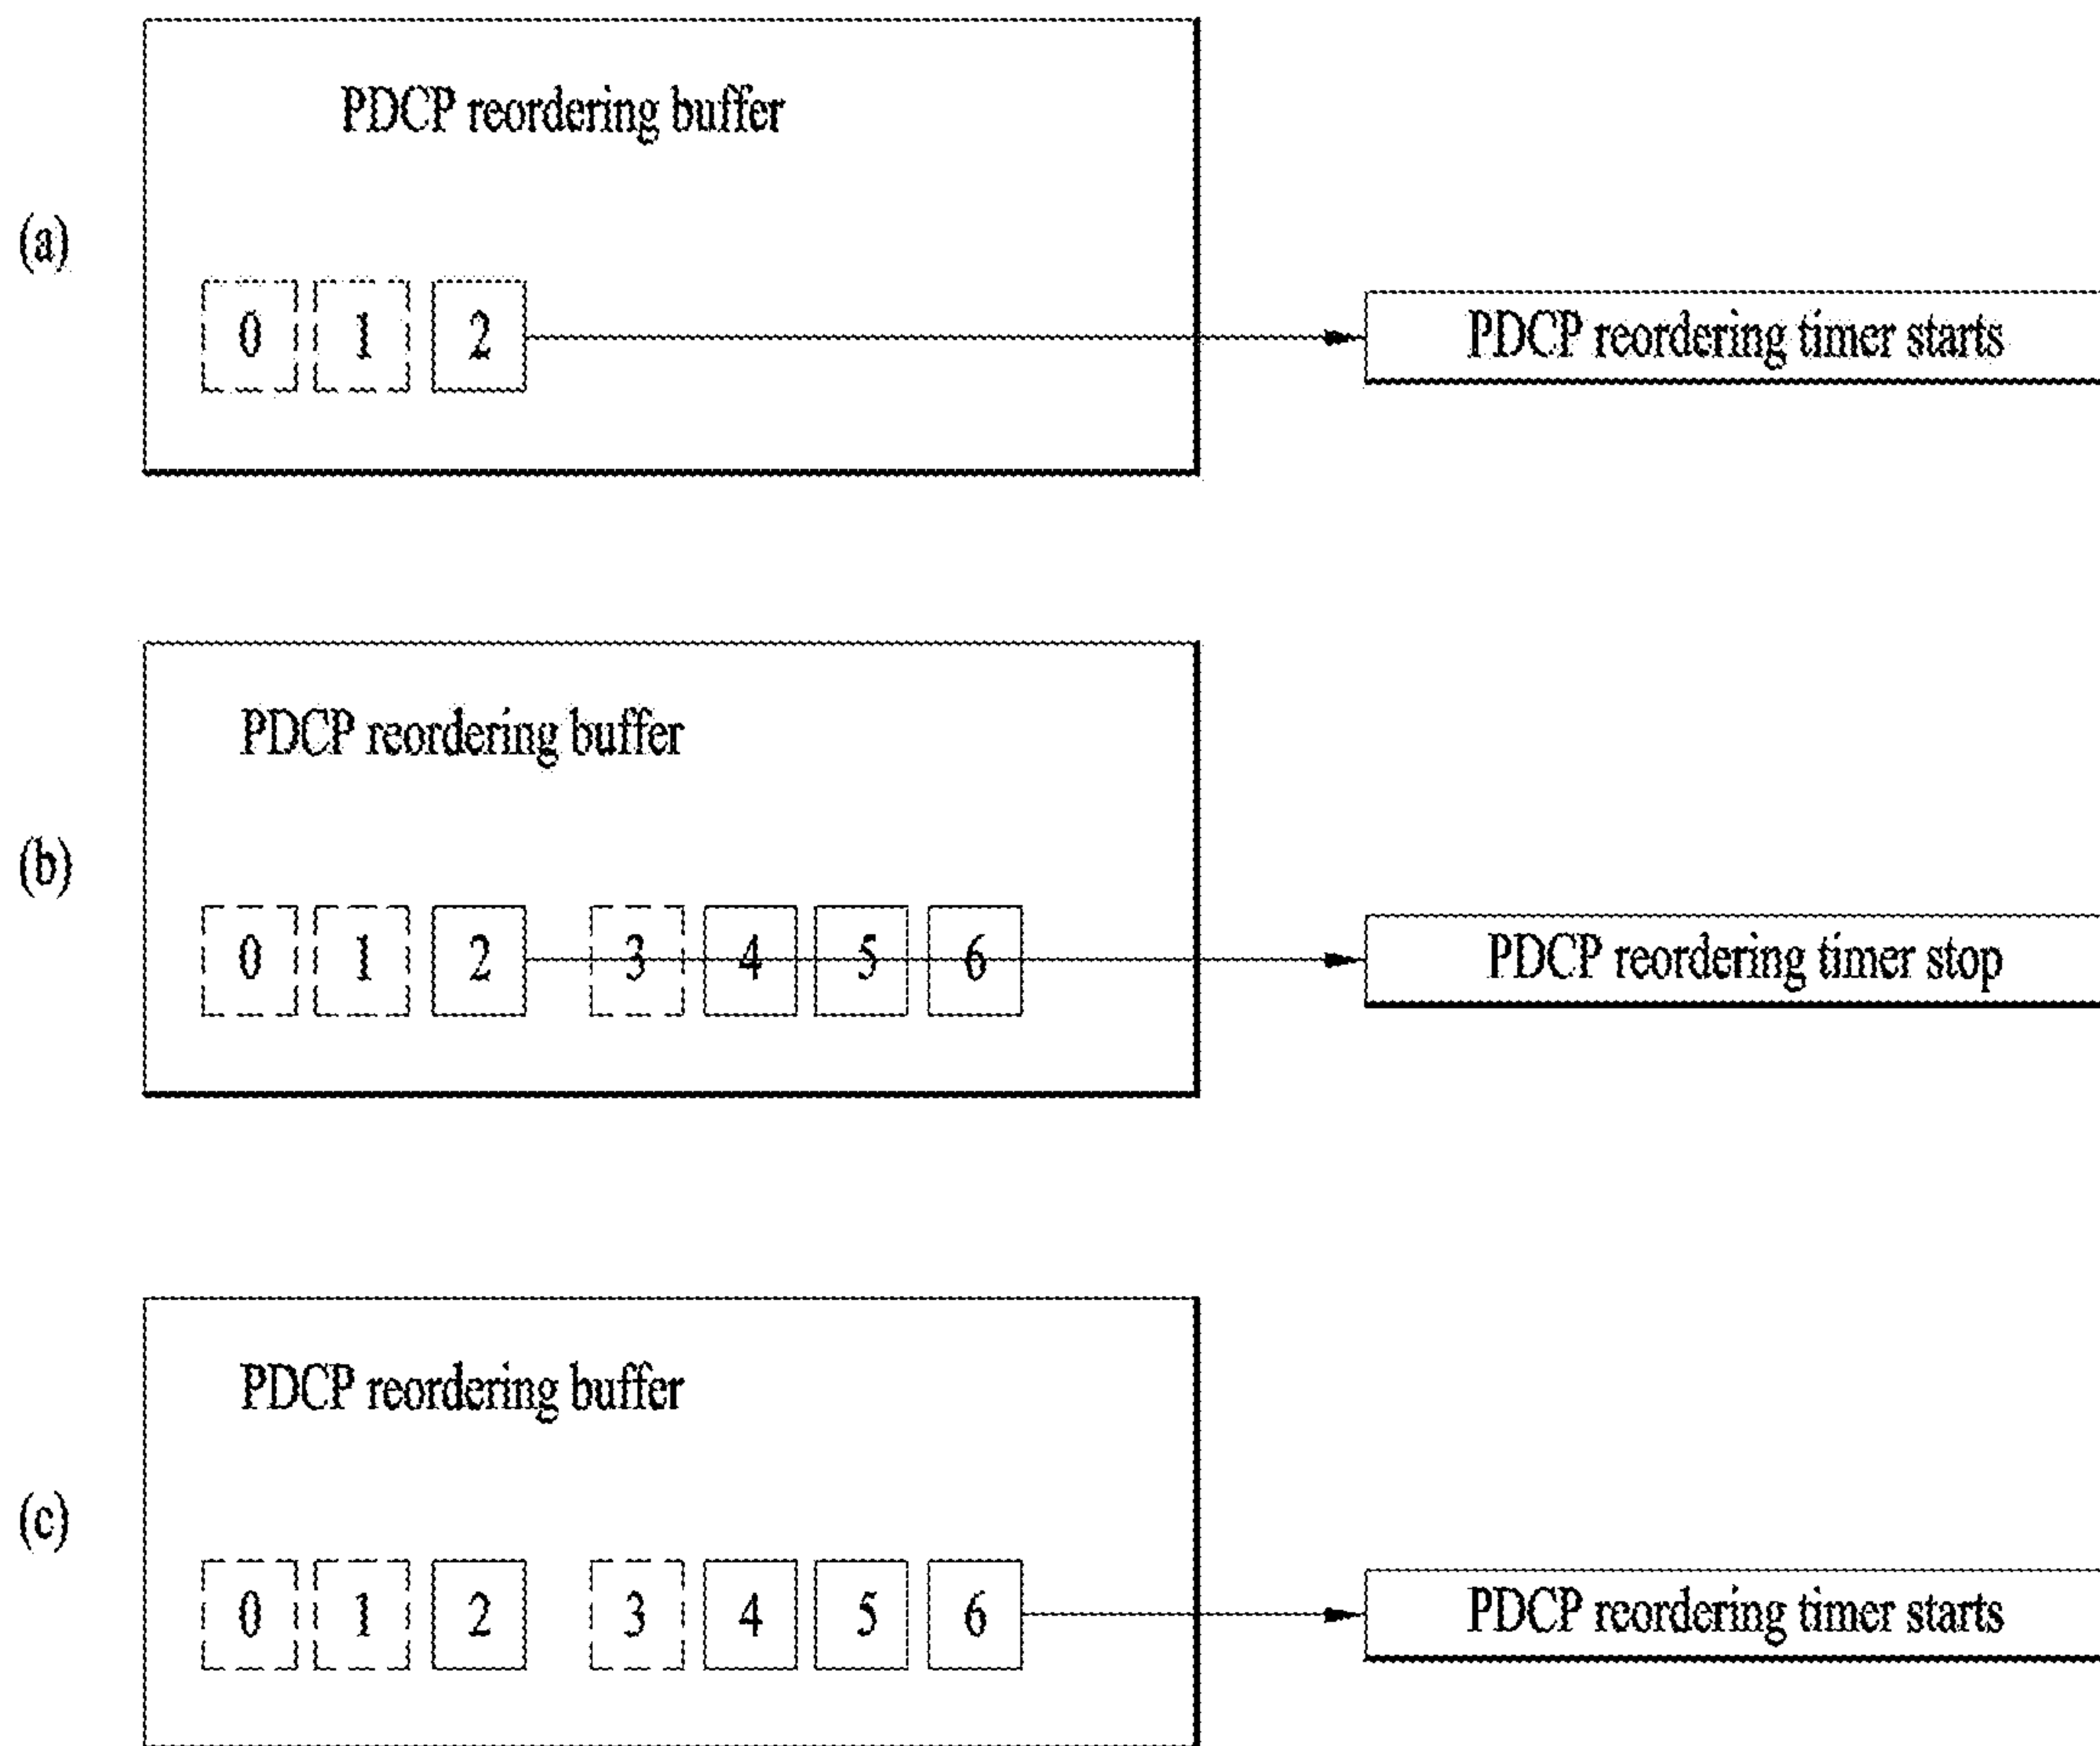 PDCP reordering buffer
(a)
0 1 2
PDCP reordering timer starts
PDCP reordering buffer
(b)
0 1 2 3 4 5 6
PDCP reordering timer stop
PDCP reordering buffer
(c)
0 1 2 3 4 5 6
PDCP reordering timer starts